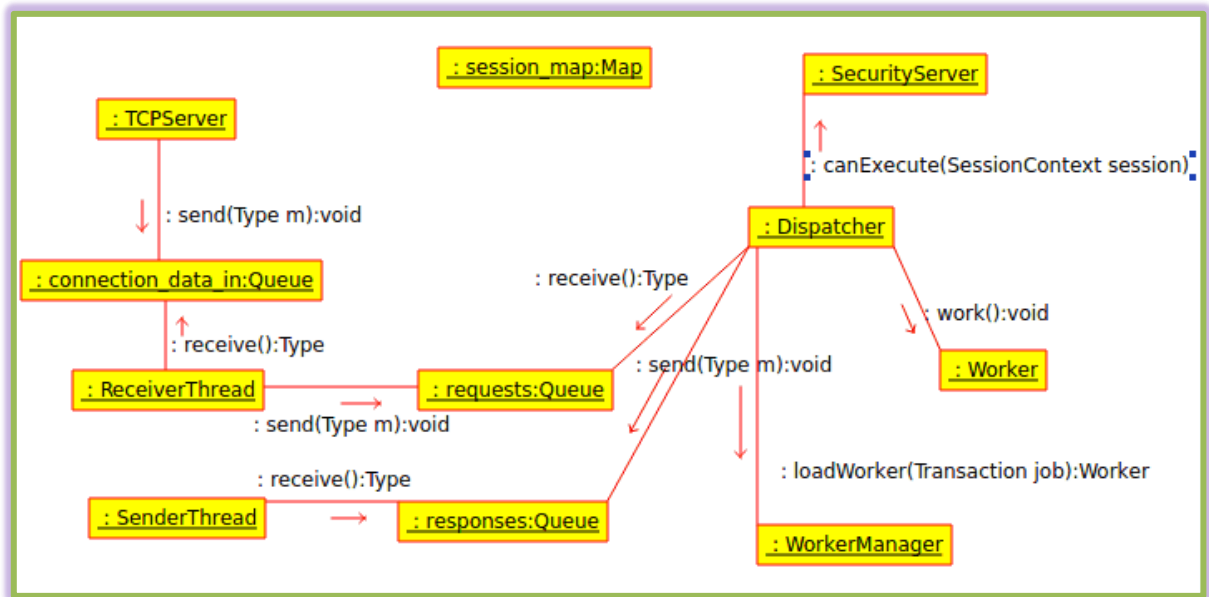 : session_map:Map
: SecurityServer
: TCPServer
: canExecute(SessionContext session)
: send(Type m):void
: Dispatcher
: connection_data_in:Queue
: receive():Type
: work():void
: receive():Type
: send(Type m):void
: Worker
: ReceiverThread
: requests:Queue
: send(Type m):void
: loadWorker(Transaction job):Worker
: receive():Type
: SenderThread
: responses:Queue
: WorkerManager